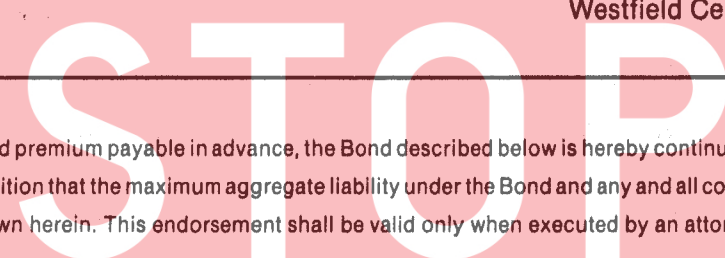 Westfield Ce
STOP
d premium payable in advance, the Bond described below is hereby continu
ition that the maximum aggregate liability under the Bond and any and all co
wn herein. This endorsement shall be valid only when executed by an attor